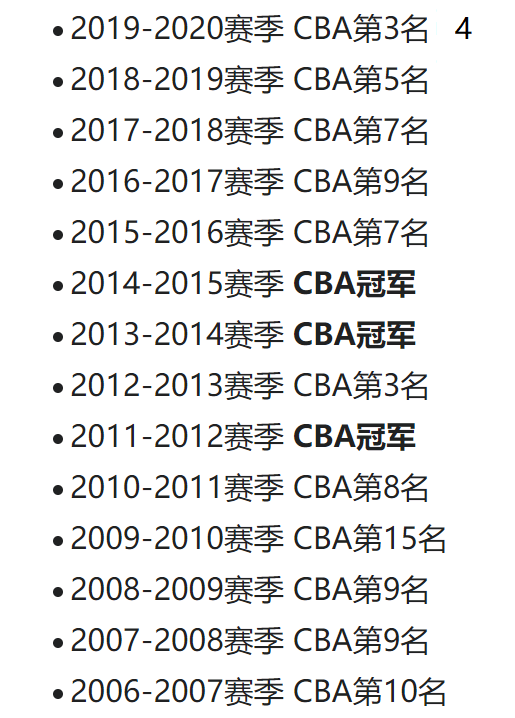 • 2019-2020赛季 CBA第3名 4
• 2018-2019赛季 CBA第5名
• 2017-2018赛季 CBA第7名
• 2016-2017赛季 CBA第9名
• 2015-2016赛季 CBA第7名
• 2014-2015赛季 CBA冠军
• 2013-2014赛季 CBA冠军
• 2012-2013赛季 CBA第3名
• 2011-2012赛季 CBA冠军
• 2010-2011赛季 CBA第8名
• 2009-2010赛季 CBA第15名
• 2008-2009赛季 CBA第9名
• 2007-2008赛季 CBA第9名
• 2006-2007赛季 CBA第10名